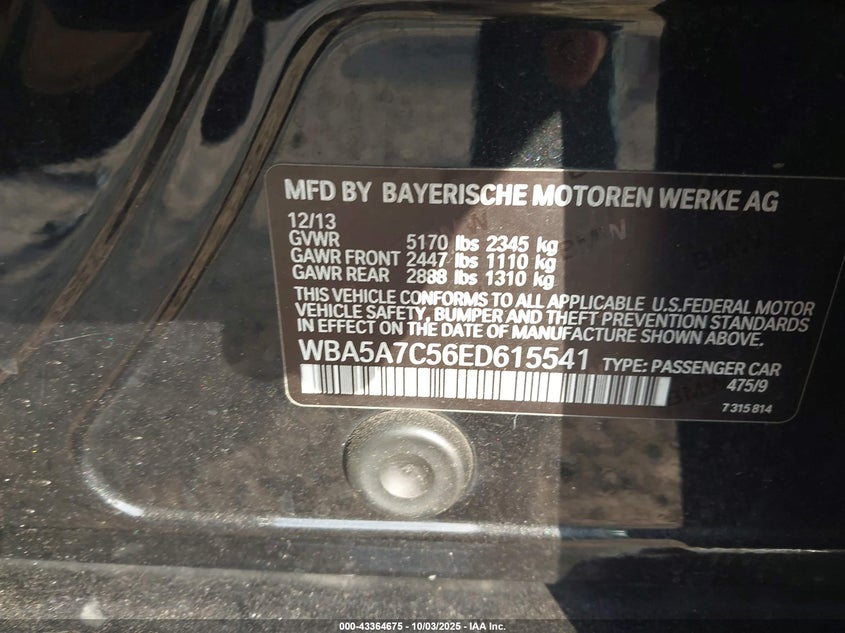 MFD BY BAYERISCHE MOTOREN WERKE AG
12/13
GVWR 5170 lbs 2345 kg
GAWR FRONT 2447 lbs 1110 kg
GAWR REAR 2888 lbs 1310 kg
THIS VEHICLE CONFORMS TO ALL APPLICABLE U.S.FEDERAL MOTOR
VEHICLE SAFETY, BUMPER AND THEFT PREVENTION STANDARDS
IN EFFECT ON THE DATE OF MANUFACTURE SHOWN ABOVE.
WBA5A7C56ED615541 TYPE: PASSENGER CAR
475/9
7 315 814
000-43364675 - 10/03/2025 - IAA Inc.